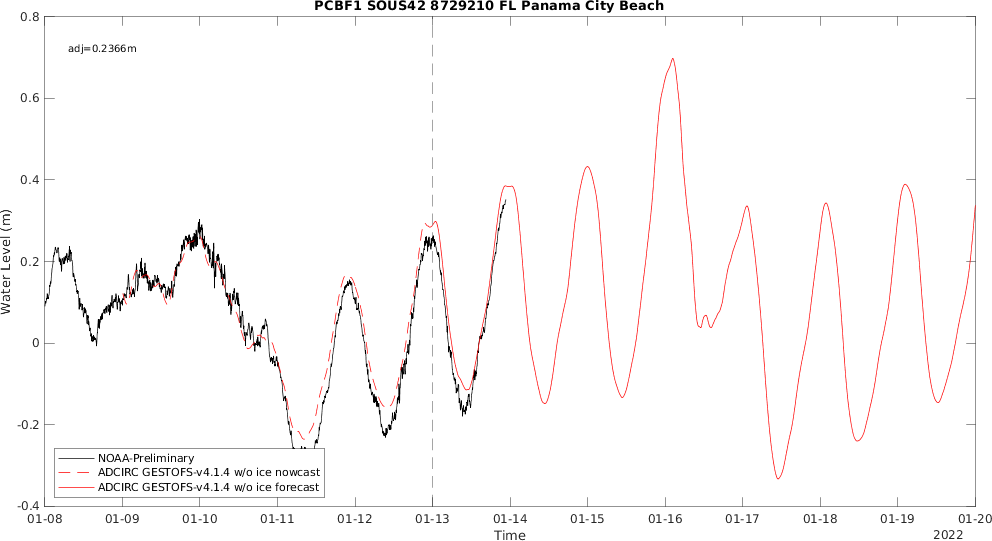 PCBF1 SOUS42 8729210 FL Panama City Beach
adj=0.2366m
0.8
0.6
0.4
0.2
0
-0.2
-0.4
Water Level (m)
NOAA-Preliminary
ADCIRC GESTOFS-v4.1.4 w/o ice nowcast
ADCIRC GESTOFS-v4.1.4 w/o ice forecast
01-08 01-09 01-10 01-11 01-12 01-13 01-14 01-15 01-16 01-17 01-18 01-19 01-20
Time
2022